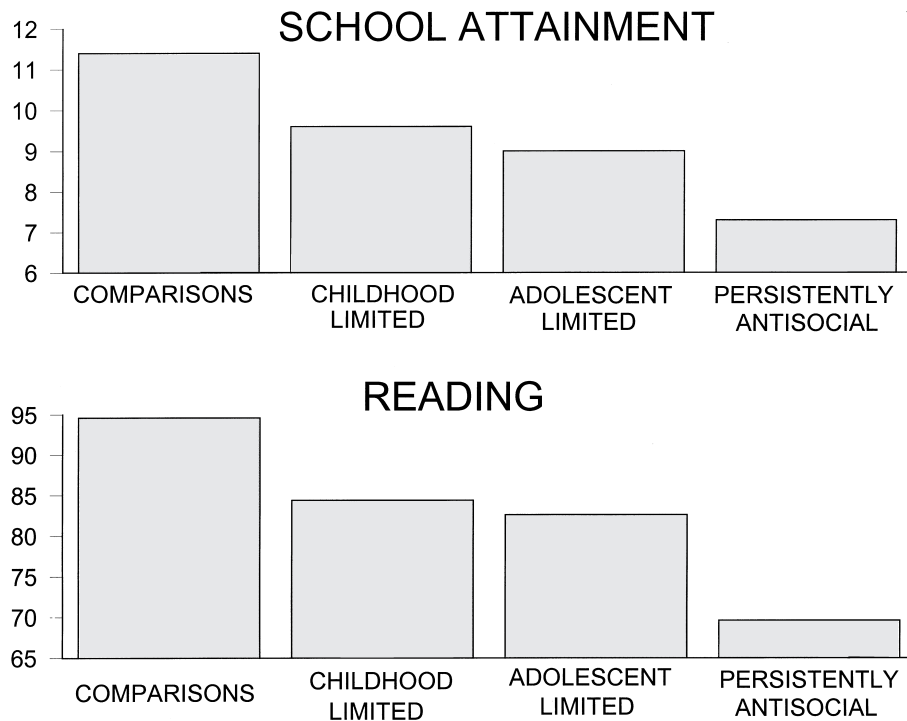 SCHOOL ATTAINMENT
12
11
10
9
8
7
6
COMPARISONS
CHILDHOOD
LIMITED
ADOLESCENT
LIMITED
PERSISTENTLY
ANTISOCIAL
READING
95
90
85
80
75
70
65
COMPARISONS
CHILDHOOD
LIMITED
ADOLESCENT
LIMITED
PERSISTENTLY
ANTISOCIAL